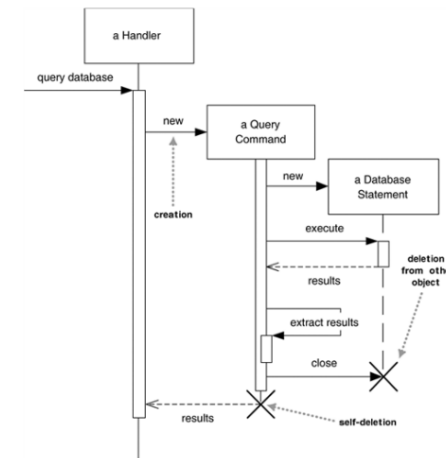 a Handler
query database
new
a Query
Command
creation
new
a Database
Statement
execute
deletion
from othe
object
results
extract results
close
results
self-deletion